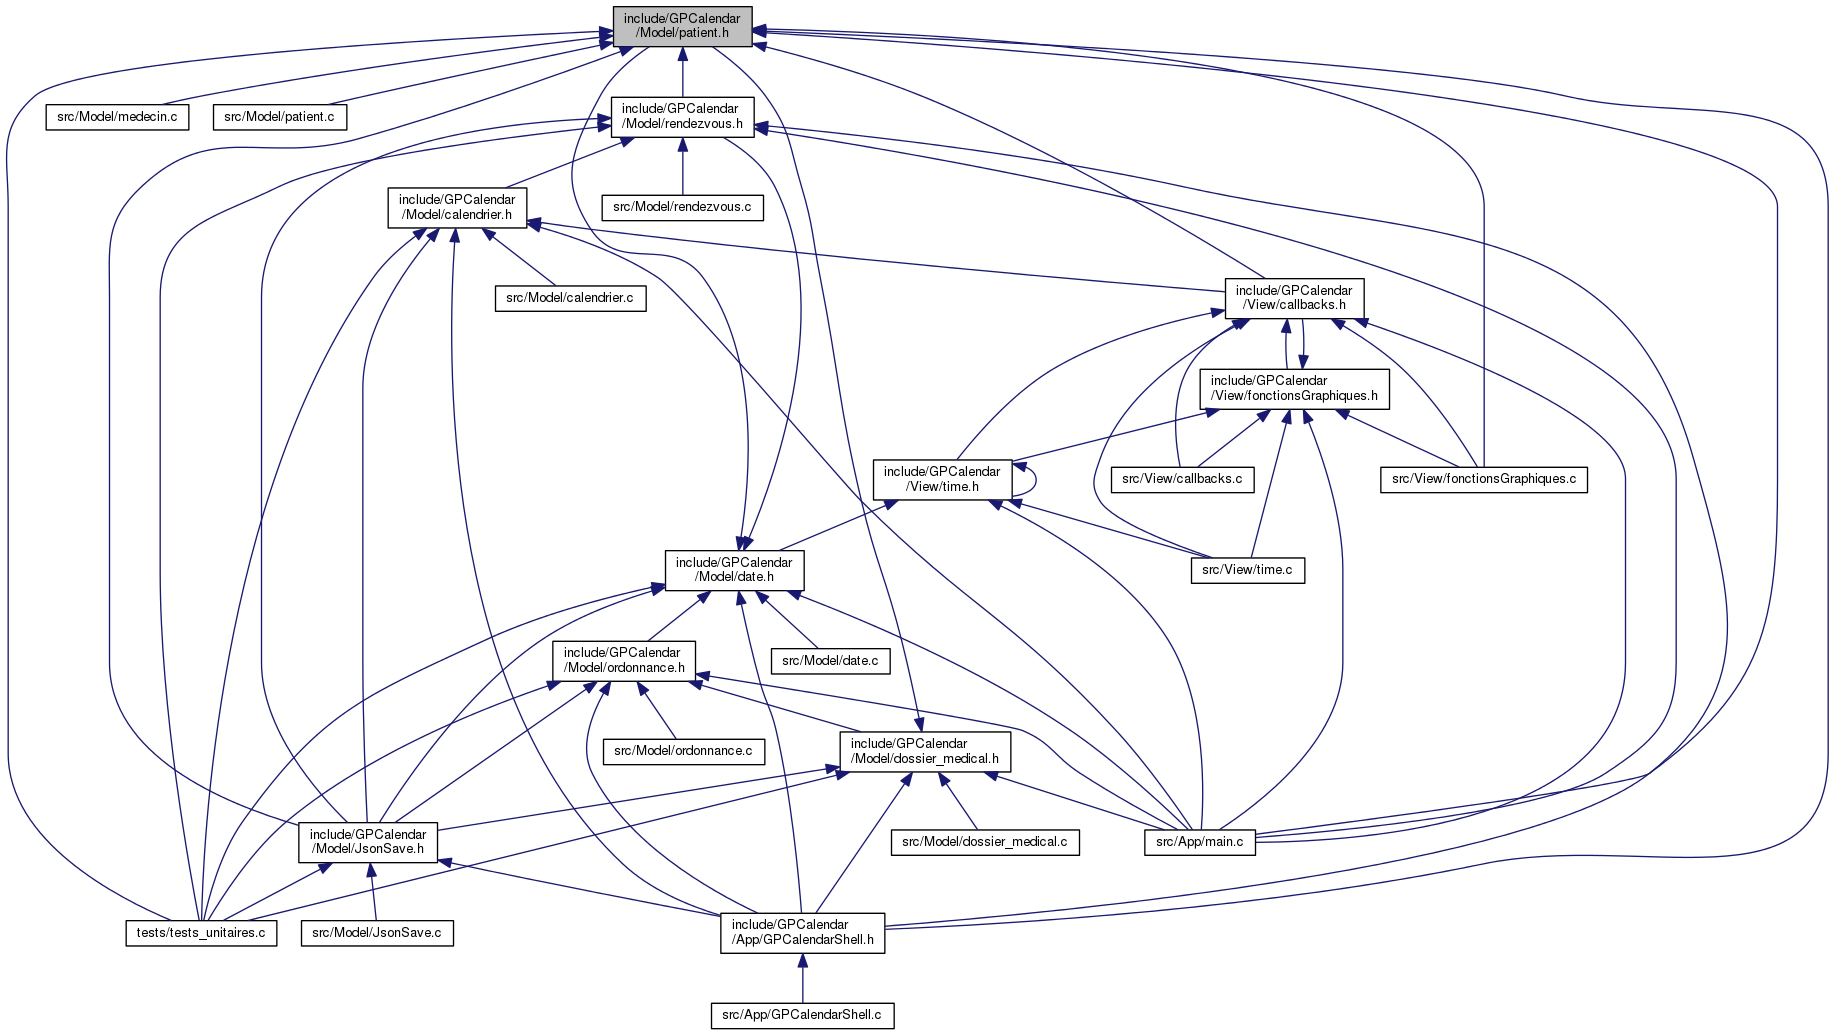 include/GPCalendar
/Model/patient.h
src/Model/medecin.c
src/Model/patient.c
include/GPCalendar
/Model/rendezvous.h
include/GPCalendar
/Model/calendrier.h
src/Model/rendezvous.c
src/Model/calendrier.c
include/GPCalendar
/View/callbacks.h
include/GPCalendar
/View/fonctionsGraphiques.h
include/GPCalendar
/View/time.h
src/View/callbacks.c
src/View/fonctionsGraphiques.c
include/GPCalendar
/Model/date.h
src/View/time.c
include/GPCalendar
/Model/ordonnance.h
src/Model/date.c
src/Model/ordonnance.c
include/GPCalendar
/Model/dossier_medical.h
include/GPCalendar
/Model/JsonSave.h
src/Model/dossier_medical.c
src/App/main.c
tests/tests_unitaires.c
src/Model/JsonSave.c
include/GPCalendar
/App/GPCalendarShell.h
src/App/GPCalendarShell.c